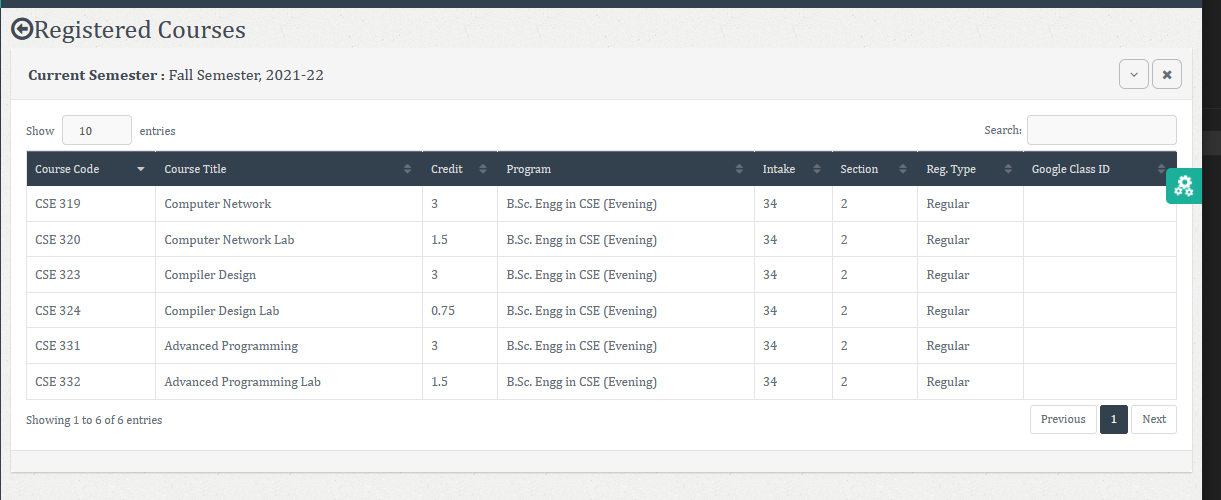 Registered Courses
Current Semester : Fall Semester, 2021-22
Show 10 entries Search:
Course Code Course Title Credit Program Intake Section Reg. Type Google Class ID
CSE 319 Computer Network 3 B.Sc. Engg in CSE (Evening) 34 2 Regular
CSE 320 Computer Network Lab 1.5 B.Sc. Engg in CSE (Evening) 34 2 Regular
CSE 323 Compiler Design 3 B.Sc. Engg in CSE (Evening) 34 2 Regular
CSE 324 Compiler Design Lab 0.75 B.Sc. Engg in CSE (Evening) 34 2 Regular
CSE 331 Advanced Programming 3 B.Sc. Engg in CSE (Evening) 34 2 Regular
CSE 332 Advanced Programming Lab 1.5 B.Sc. Engg in CSE (Evening) 34 2 Regular
Showing 1 to 6 of 6 entries Previous 1 Next